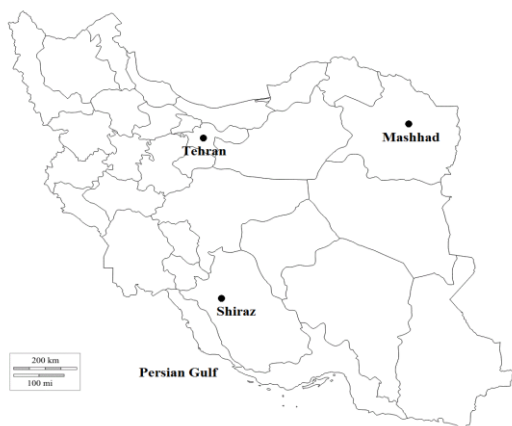 Mashhad
Tehran
Shiraz
Persian Gulf
200 km
100 mi